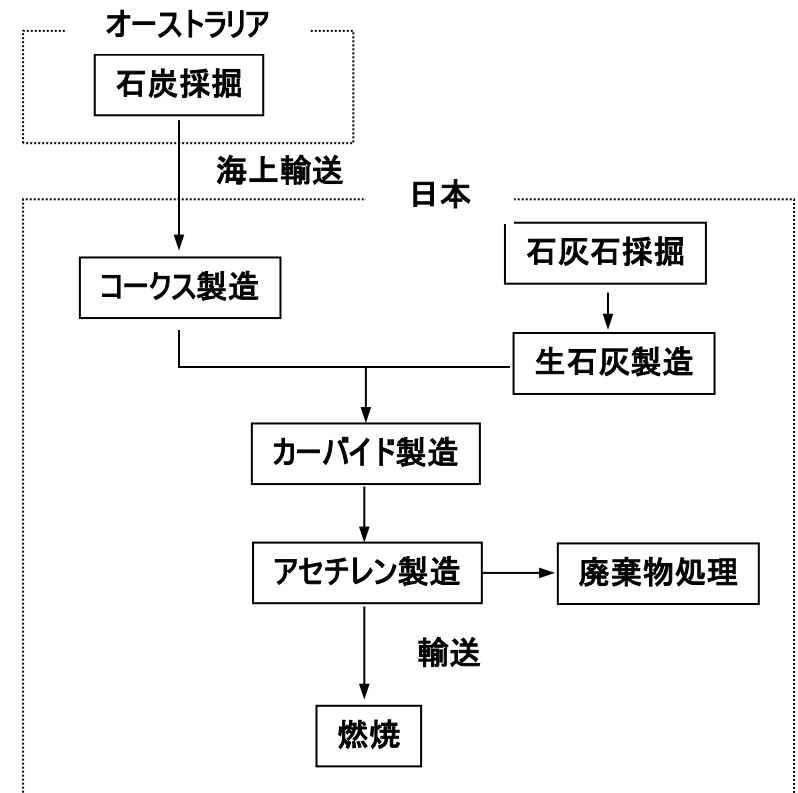 オーストラリア
石炭採掘
海上輸送
日本
石灰石採掘
コークス製造
生石灰製造
カーバイド製造
アセチレン製造
廃棄物処理
輸送
燃焼